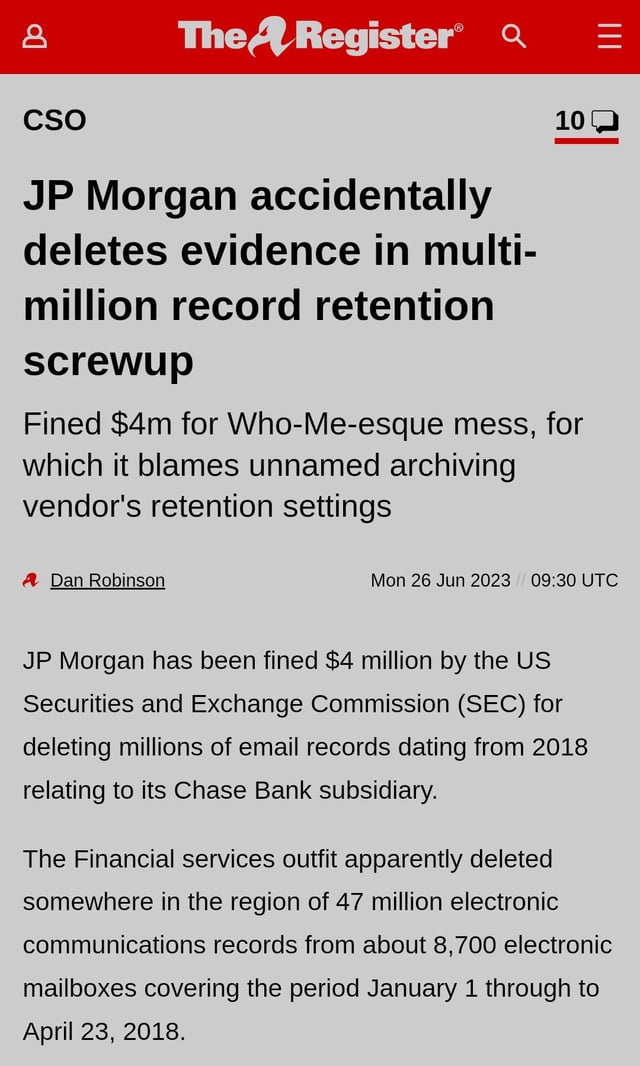 The Register®
CSO
10
JP Morgan accidentally
deletes evidence in multi-
million record retention
screwup
Fined $4m for Who-Me-esque mess, for
which it blames unnamed archiving
vendor's retention settings
Dan Robinson
Mon 26 Jun 2023 // 09:30 UTC
JP Morgan has been fined $4 million by the US
Securities and Exchange Commission (SEC) for
deleting millions of email records dating from 2018
relating to its Chase Bank subsidiary.
The Financial services outfit apparently deleted
somewhere in the region of 47 million electronic
communications records from about 8,700 electronic
mailboxes covering the period January 1 through to
April 23, 2018.